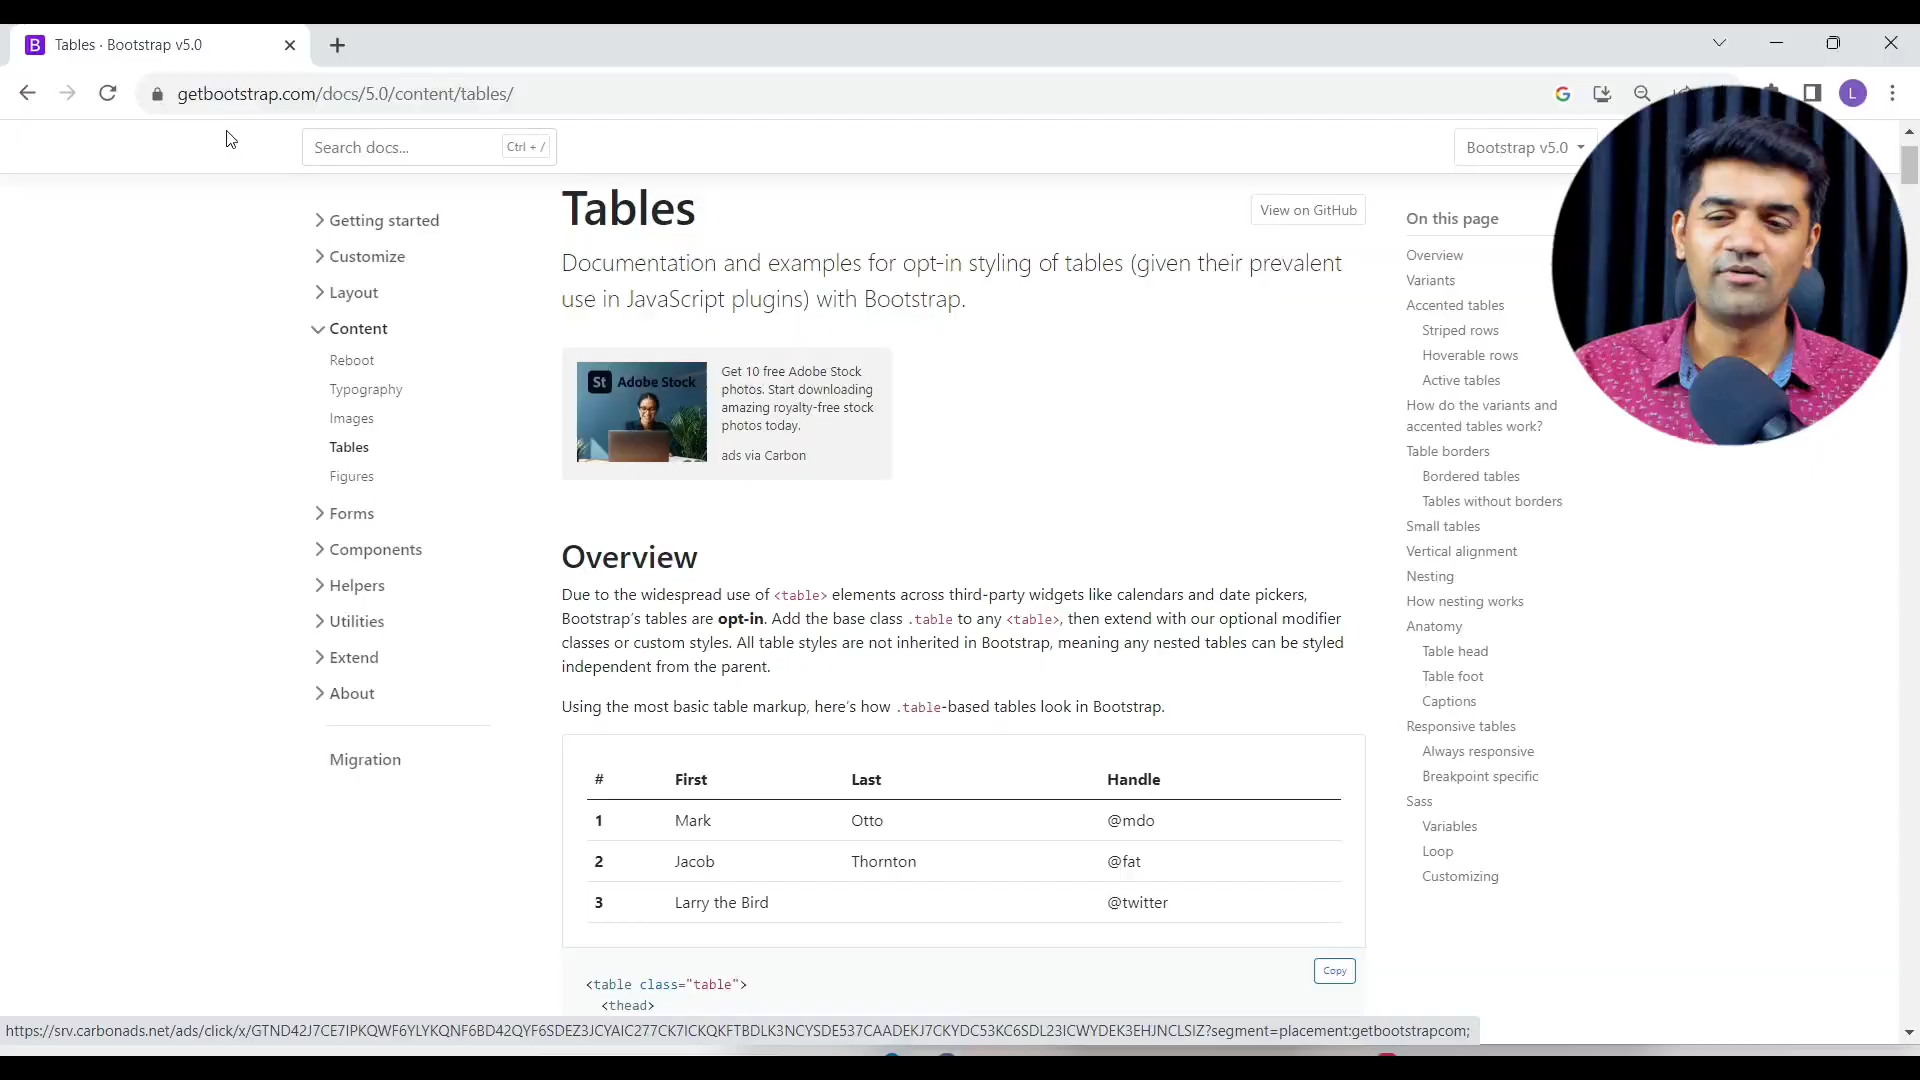 Tables · Bootstrap v5.0
getbootstrap.com/docs/5.0/content/tables/
L
Search docs...
Ctrl + /
Bootstrap v5.0
Getting started
Customize
Layout
Content
Reboot
Typography
Images
Tables
Figures
Forms
Components
Helpers
Utilities
Extend
About
Migration
Tables
View on GitHub
Documentation and examples for opt-in styling of tables (given their prevalent
use in JavaScript plugins) with Bootstrap.
St Adobe Stock
Get 10 free Adobe Stock
photos. Start downloading
amazing royalty-free stock
photos today.
ads via Carbon
Overview
Due to the widespread use of <table> elements across third-party widgets like calendars and date pickers,
Bootstrap's tables are opt-in. Add the base class .table to any <table>, then extend with our optional modifier
classes or custom styles. All table styles are not inherited in Bootstrap, meaning any nested tables can be styled
independent from the parent.
Using the most basic table markup, here's how .table-based tables look in Bootstrap.
# First Last Handle
1 Mark Otto @mdo
2 Jacob Thornton @fat
3 Larry the Bird @twitter
Copy
<table class="table">
<thead>
On this page
Overview
Variants
Accented tables
Striped rows
Hoverable rows
Active tables
How do the variants and
accented tables work?
Table borders
Bordered tables
Tables without borders
Small tables
Vertical alignment
Nesting
How nesting works
Anatomy
Table head
Table foot
Captions
Responsive tables
Always responsive
Breakpoint specific
Sass
Variables
Loop
Customizing
https://srv.carbonads.net/ads/click/x/GTND42J7CE7IPKQWF6YLYKQNF6BD42QYF6SDEZ3JCYAIC277CK7ICKQKFTBDLK3NCYSDE537CAADEKJ7CKYDC53KC6SDL23ICWYDEK3EHJNCLSIZ?segment=placement:getbootstrapcom;